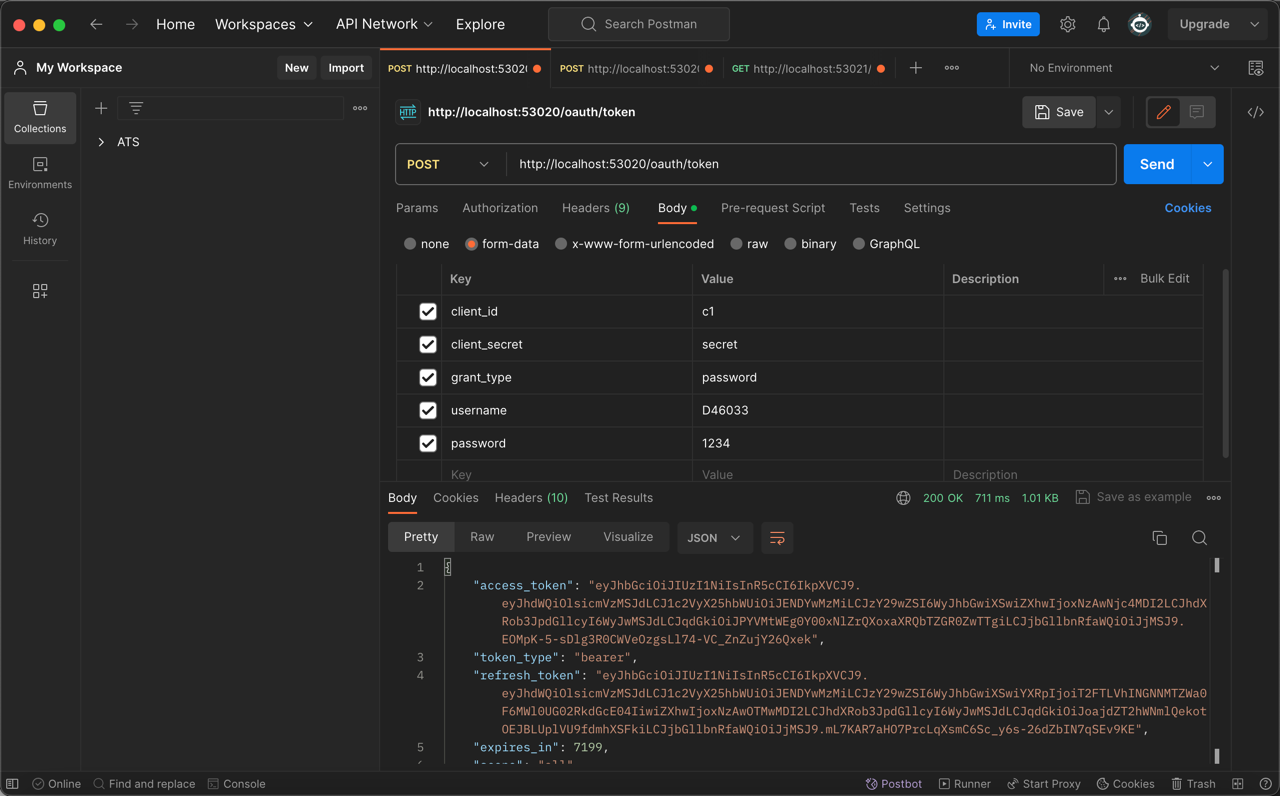 Home Workspaces API Network Explore Search Postman Invite Upgrade
My Workspace New Import
POST http://localhost:5302 POST http://localhost:5302 GET http://localhost:53021/ No Environment
Collections
Environments
History
ATS
HTTP http://localhost:53020/oauth/token Save
POST http://localhost:53020/oauth/token Send
Params Authorization Headers (9) Body Pre-request Script Tests Settings Cookies
none form-data x-www-form-urlencoded raw binary GraphQL
Key Value Description Bulk Edit
client_id c1
client_secret secret
grant_type password
username D46033
password 1234
Key Value Description
Body Cookies Headers (10) Test Results 200 OK 711 ms 1.01 KB Save as example
Pretty Raw Preview Visualize JSON
1 {
2 "access_token": "eyJhbGciOiJIUzI1NiIsInR5cCI6IkpXVCJ9.
eyJhdWQiOlsicmVzMSJdLCJ1c2VyX25hbWUiOiJENDYwMzMiLCJzY29wZSI6WyJhbGwiXSwiZXhwIjoxNzAwNjc4MDI2LCJhdX
Rob3JpdGllcyI6WyJwMSJdLCJqdGkiOiJPYVMtWEg0Y00xNlZrQXoxaXRQbTZGR0ZwTTgiLCJjbGllbnRfaWQiOiJjMSJ9.
EOMpK-5-sDlg3R0CWVeOzgsLl74-VC_ZnZujY26Qxek",
3 "token_type": "bearer",
4 "refresh_token": "eyJhbGciOiJIUzI1NiIsInR5cCI6IkpXVCJ9.
eyJhdWQiOlsicmVzMSJdLCJ1c2VyX25hbWUiOiJENDYwMzMiLCJzY29wZSI6WyJhbGwiXSwiYXRpIjoiT2FTLVhINGNNMTZWa0
F6MWl0UG02RkdGcE04IiwiZXhwIjoxNzAwOTMwMDI2LCJhdXRob3JpdGllcyI6WyJwMSJdLCJqdGkiOiJoajdZT2hWNmlQekot
OEJBLUplVU9fdmhXSFkiLCJjbGllbnRfaWQiOiJjMSJ9.mL7KAR7aHO7PrcLqXsmC6Sc_y6s-26dZbIN7qSEv9KE",
5 "expires_in": 7199,
Online Find and replace Console Postbot Runner Start Proxy Cookies Trash